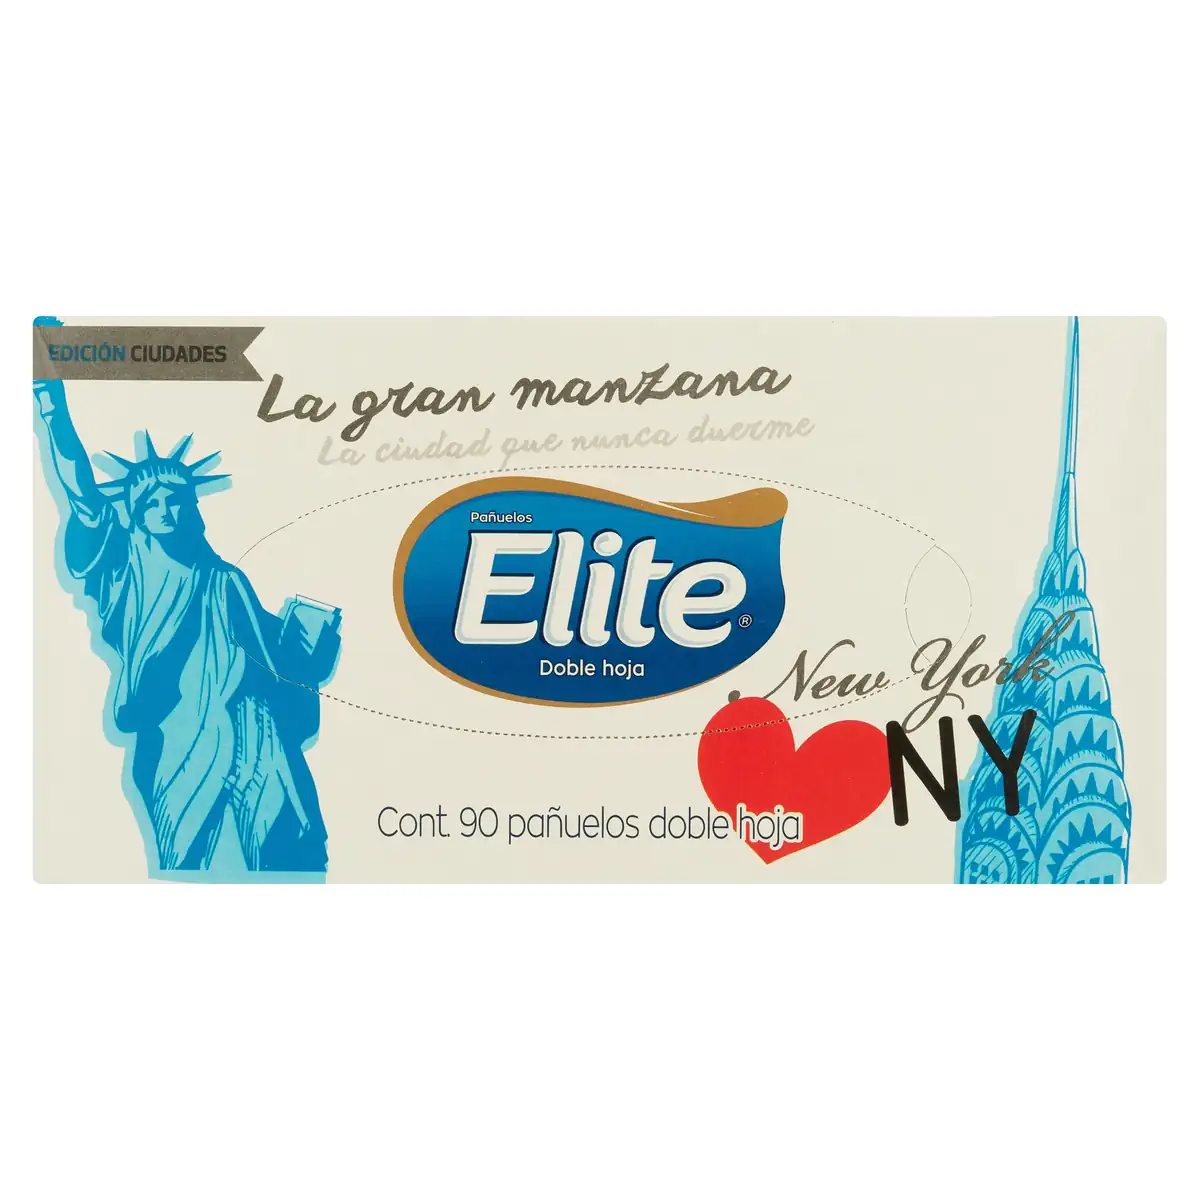 EDICIÓN CIUDADES
La gran manzana
La ciudad que nunca duerme
Pañuelos
Elite®
Doble hoja
New York
NY
Cont. 90 pañuelos doble hoja